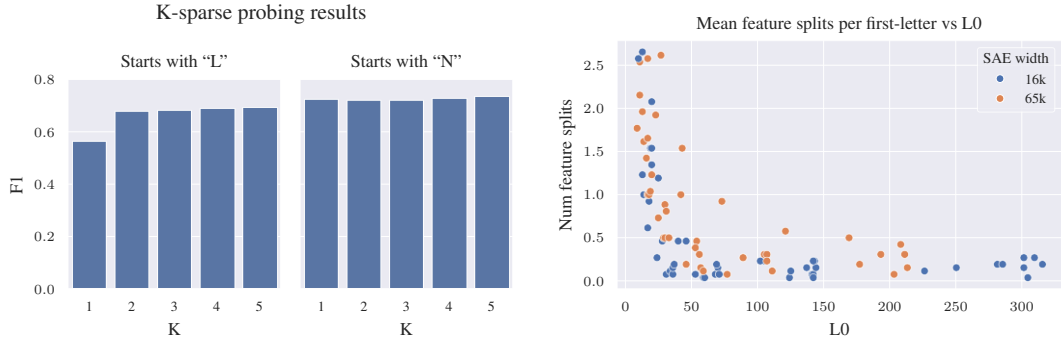 K-sparse probing results
Starts with “L”
Starts with “N”
F1
0.8
0.6
0.4
0.2
0.0
1 2 3 4 5
K
1 2 3 4 5
K
Mean feature splits per first-letter vs L0
Num feature splits
2.5
2.0
1.5
1.0
0.5
0.0
SAE width
16k
65k
0 50 100 150 200 250 300
L0